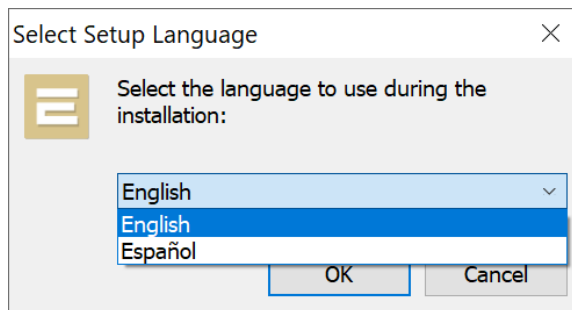 Select Setup Language
Select the language to use during the
installation:
English
English
Español
OK Cancel